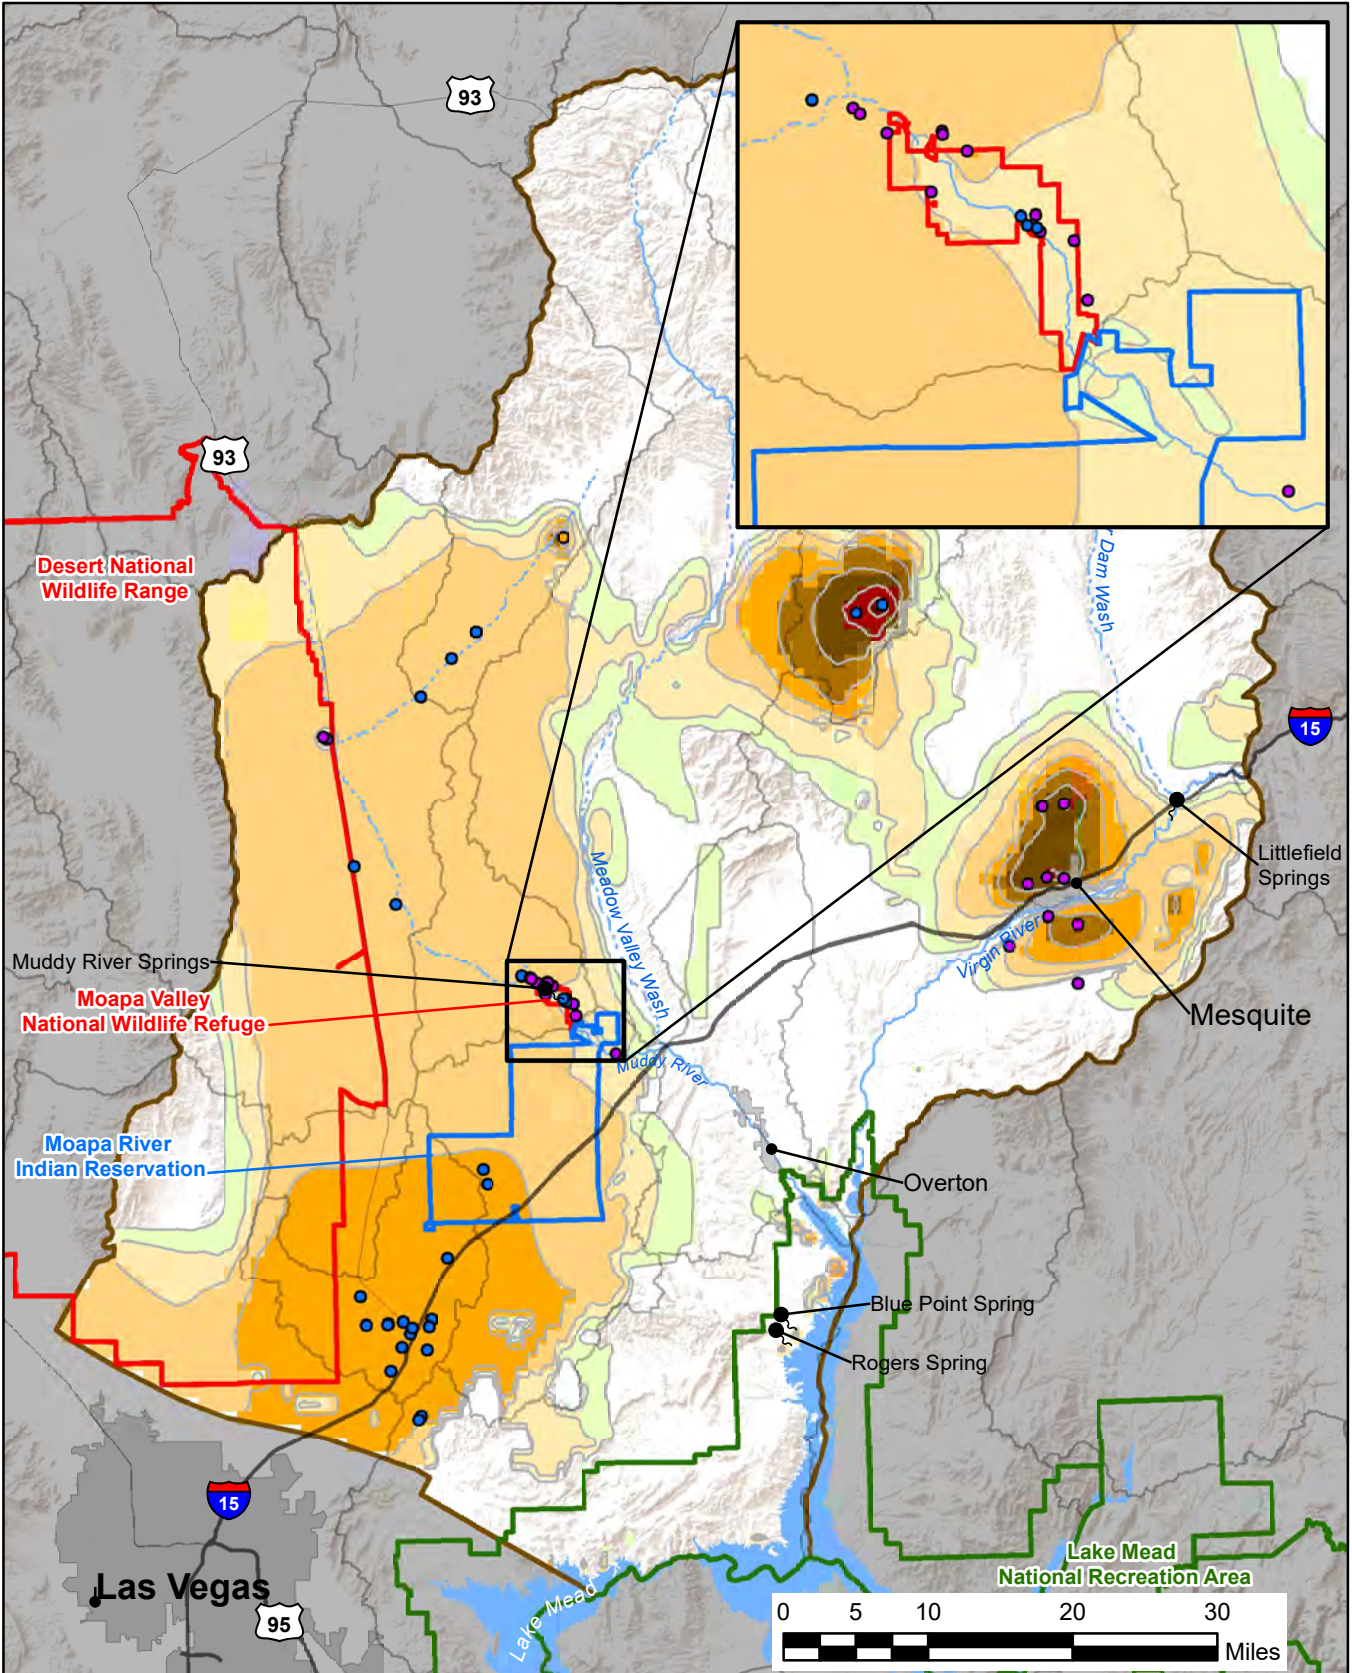 93
93
Desert National
Wildlife Range
r Dam Wash
15
Littlefield
Springs
Meadow Valley Wash
Virgin River
Muddy River Springs
Moapa Valley
National Wildlife Refuge
Mesquite
Muddy River
Moapa River
Indian Reservation
Overton
Blue Point Spring
Rogers Spring
15
Lake Mead
National Recreation Area
Las Vegas
95
Lake Mead
0 5 10 20 30
Miles